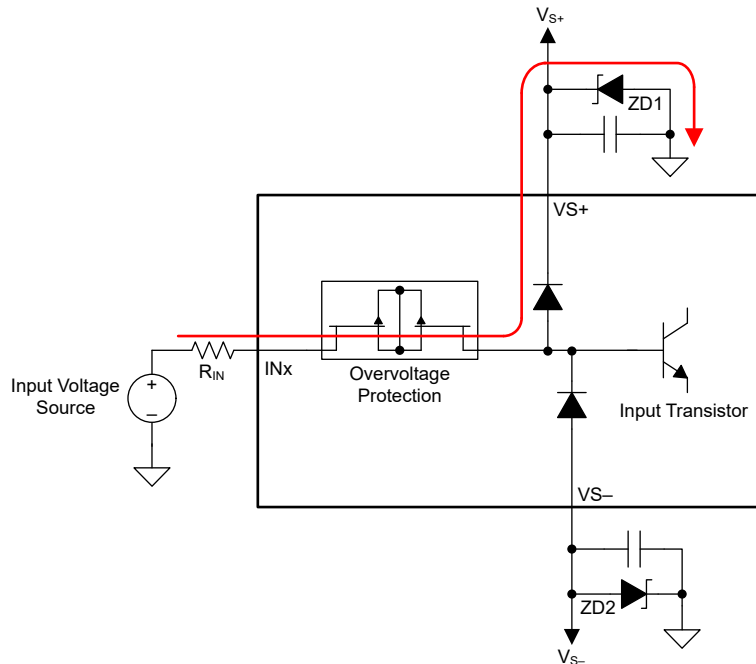 VS+
ZD1
VS+
+
–
RIN
INx
Input Voltage
Source
Overvoltage
Protection
Input Transistor
VS–
ZD2
VS–